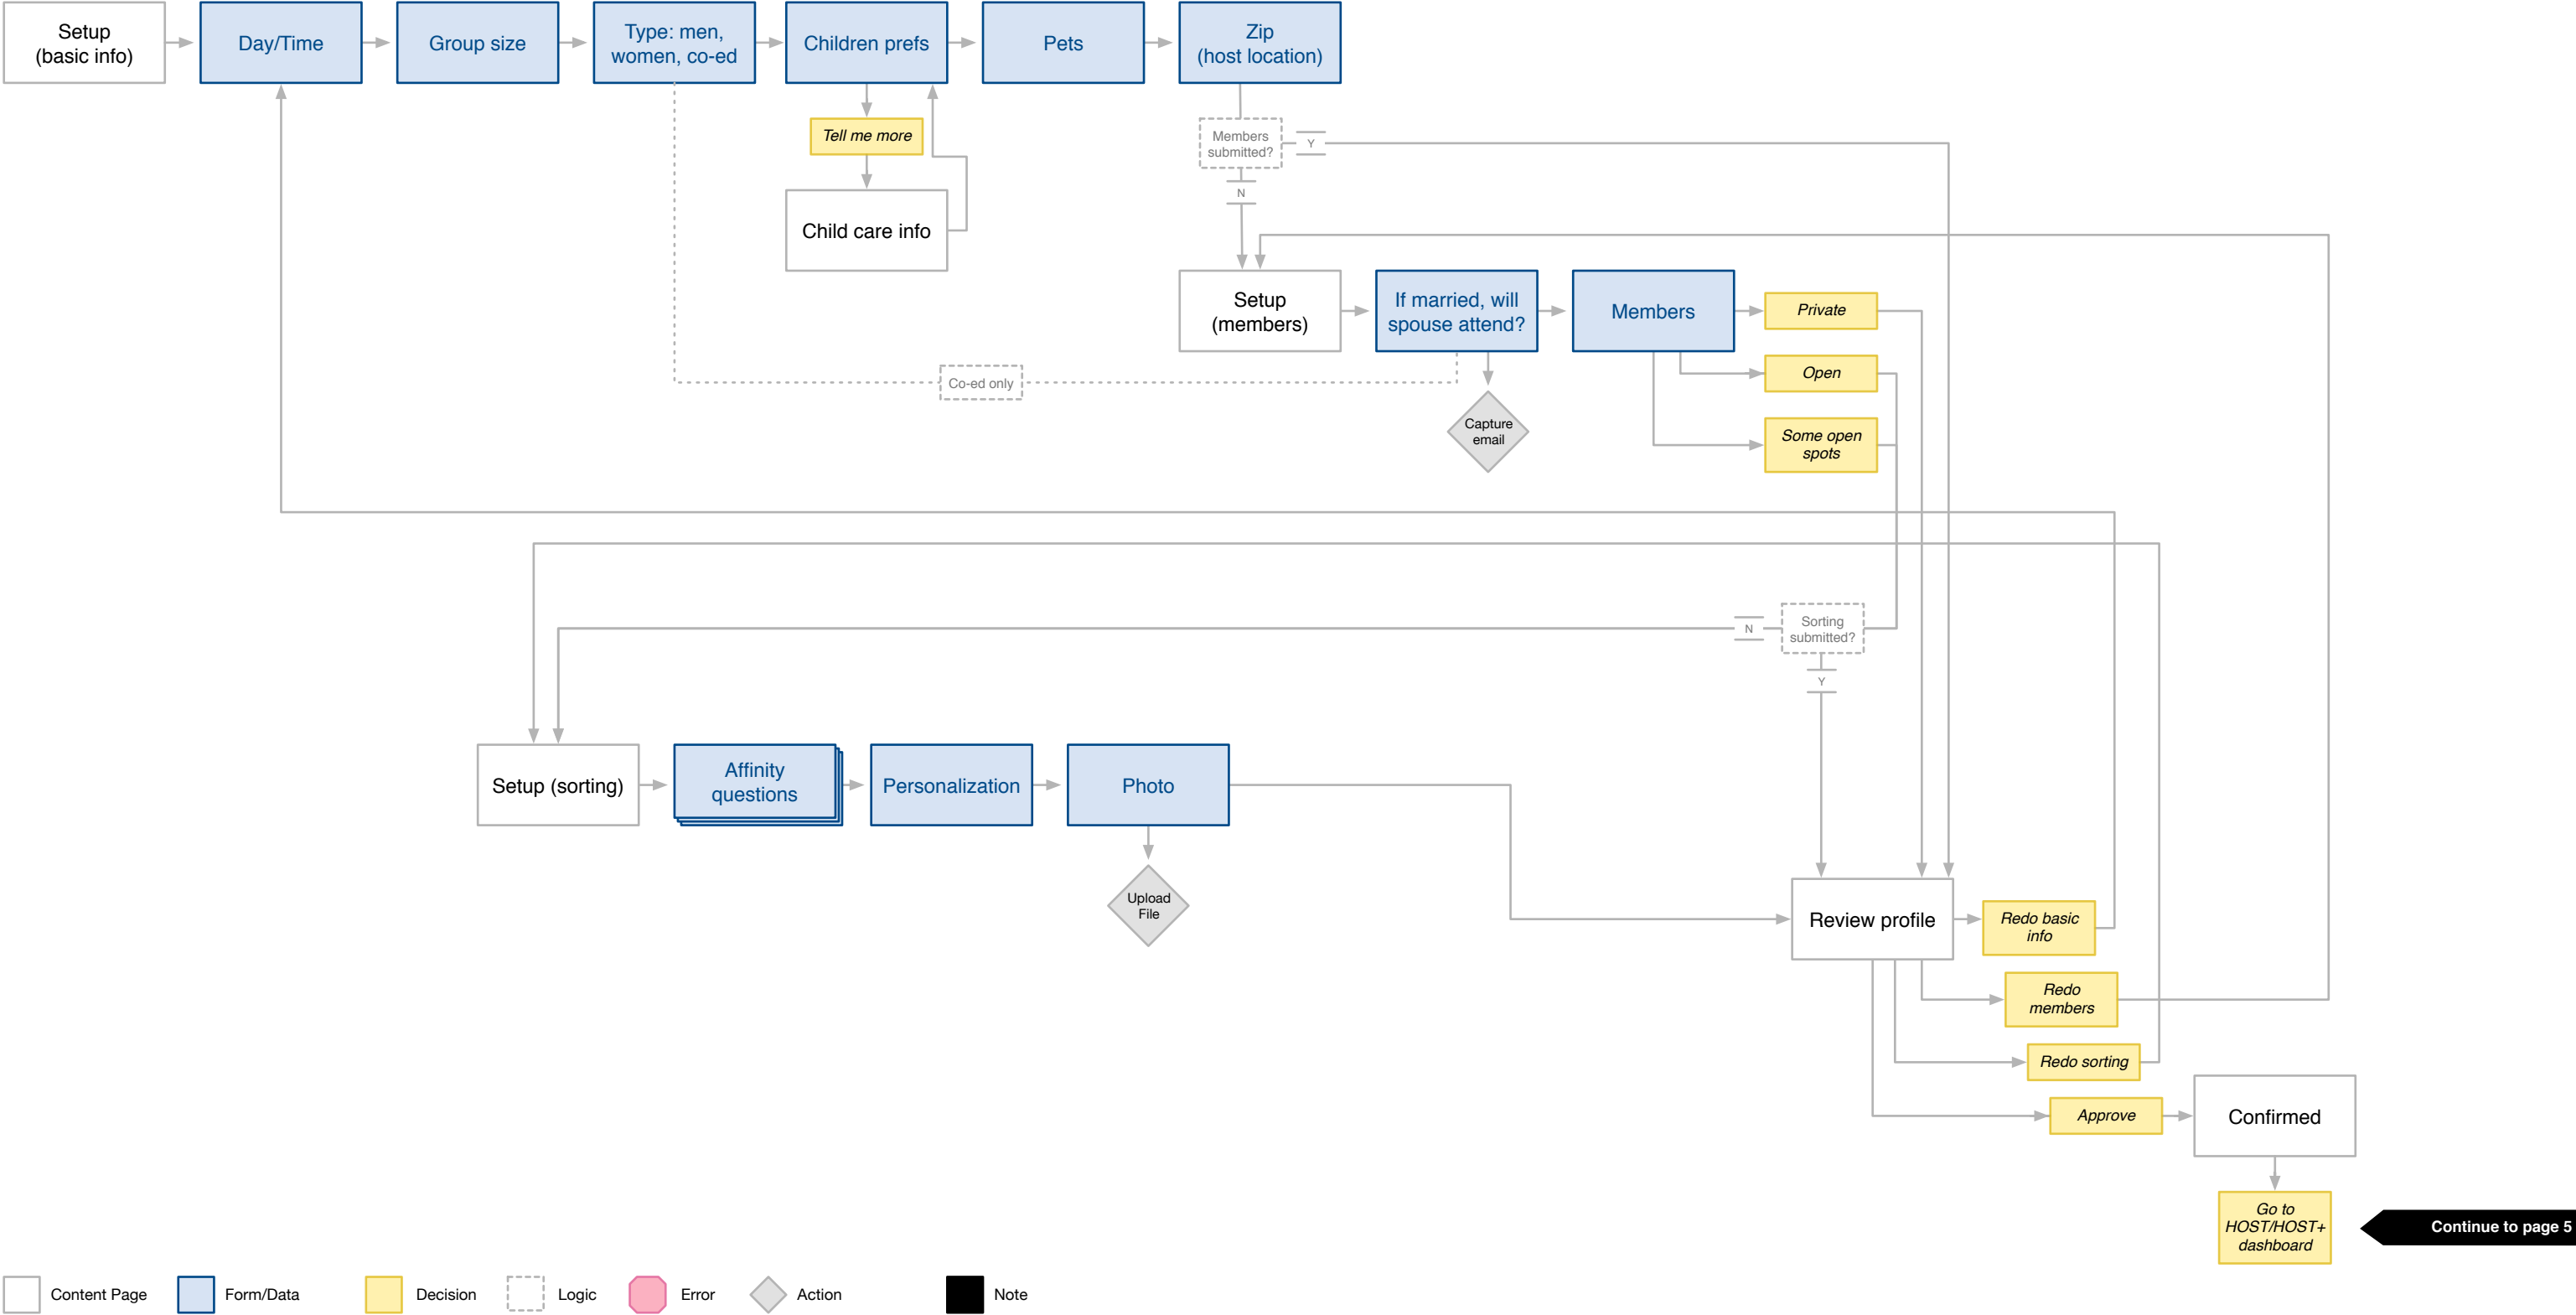 Setup
(basic info)
Day/Time
Group size
Type: men,
women, co-ed
Children prefs
Pets
Zip
(host location)
Tell me more
Members
submitted?
Y
N
Child care info
Setup
(members)
If married, will
spouse attend?
Members
Private
Open
Some open
spots
Co-ed only
Capture
email
N
Sorting
submitted?
Y
Setup (sorting)
Affinity
questions
Personalization
Photo
Upload
File
Review profile
Redo basic
info
Redo
members
Redo sorting
Approve
Confirmed
Go to
HOST/HOST+
dashboard
Continue to page 5
Content Page
Form/Data
Decision
Logic
Error
Action
Note